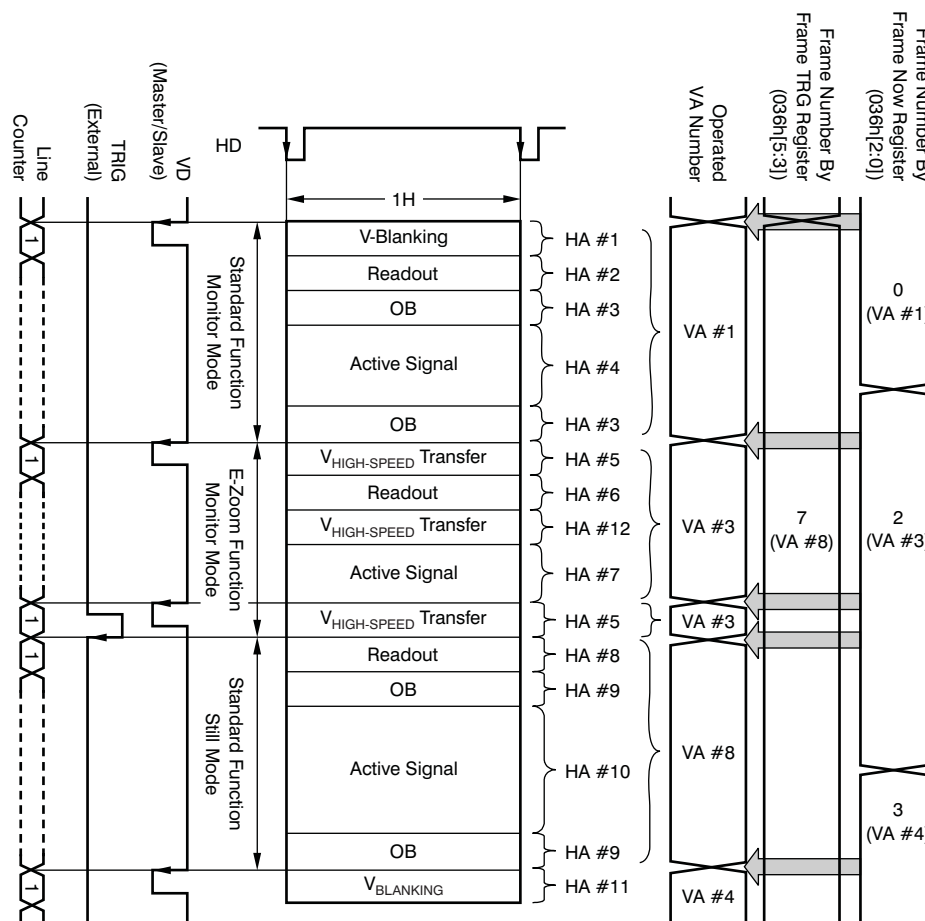 Frame Number By
Frame Now Register
(036h[2:0])
Frame Number By
Frame TRG Register
(036h[5:3])
Operated
VA Number
HD
VD
(Master/Slave)
TRIG
(External)
Line
Counter
1H
1
V-Blanking
HA #1
Readout
HA #2
OB
HA #3
Active Signal
HA #4
OB
HA #3
Standard Function
Monitor Mode
VA #1
0
(VA #1)
1
VHIGH-SPEED Transfer
HA #5
Readout
HA #6
VHIGH-SPEED Transfer
HA #12
Active Signal
HA #7
E-Zoom Function
Monitor Mode
VA #3
7
(VA #8)
2
(VA #3)
1
VHIGH-SPEED Transfer
HA #5
VA #3
1
Readout
HA #8
OB
HA #9
Active Signal
HA #10
OB
HA #9
Standard Function
Still Mode
VA #8
3
(VA #4)
1
VBLANKING
HA #11
VA #4